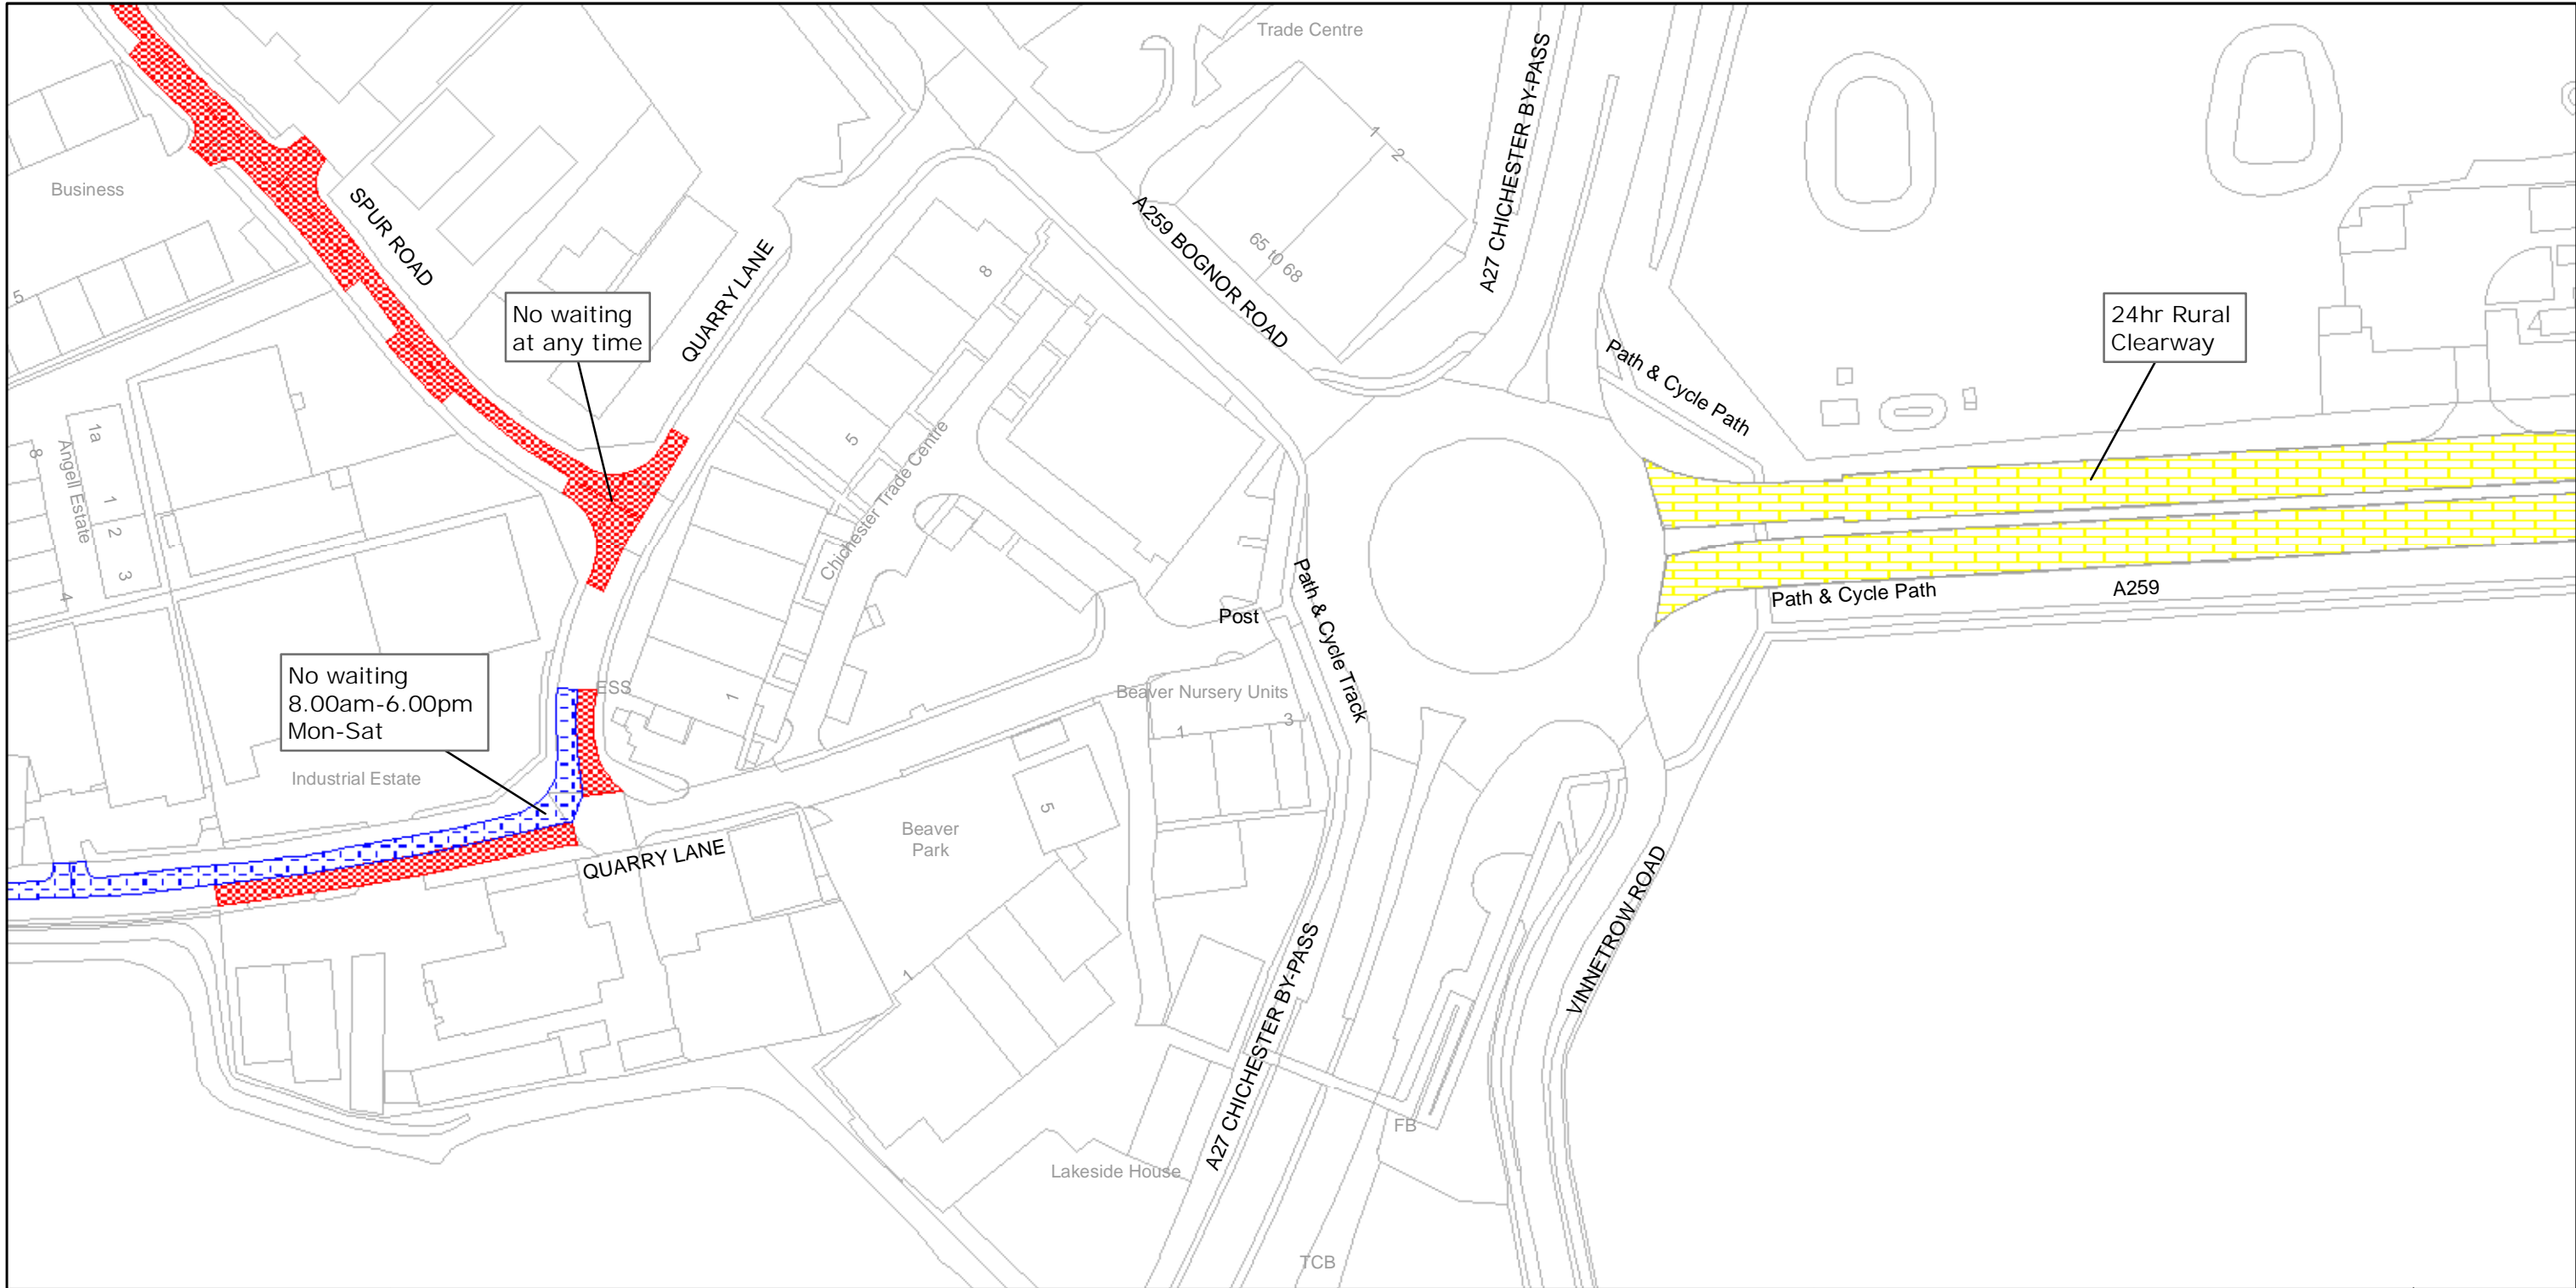 Trade Centre
A27 CHICHESTER BY-PASS
1
2
Business
SPUR ROAD
A259 BOGNOR ROAD
65 to 68
QUARRY LANE
8
5
No waiting
at any time
24hr Rural
Clearway
Path & Cycle Path
1a
1
2
3
Angell Estate
8
4
5
Chichester Trade Centre
Path & Cycle Track
Post
Path & Cycle Path
A259
No waiting
8.00am-6.00pm
Mon-Sat
ESS
1
Beaver Nursery Units
1
3
Industrial Estate
5
Beaver
Park
QUARRY LANE
1
VINNETROW ROAD
A27 CHICHESTER BY-PASS
FB
Lakeside House
TCB